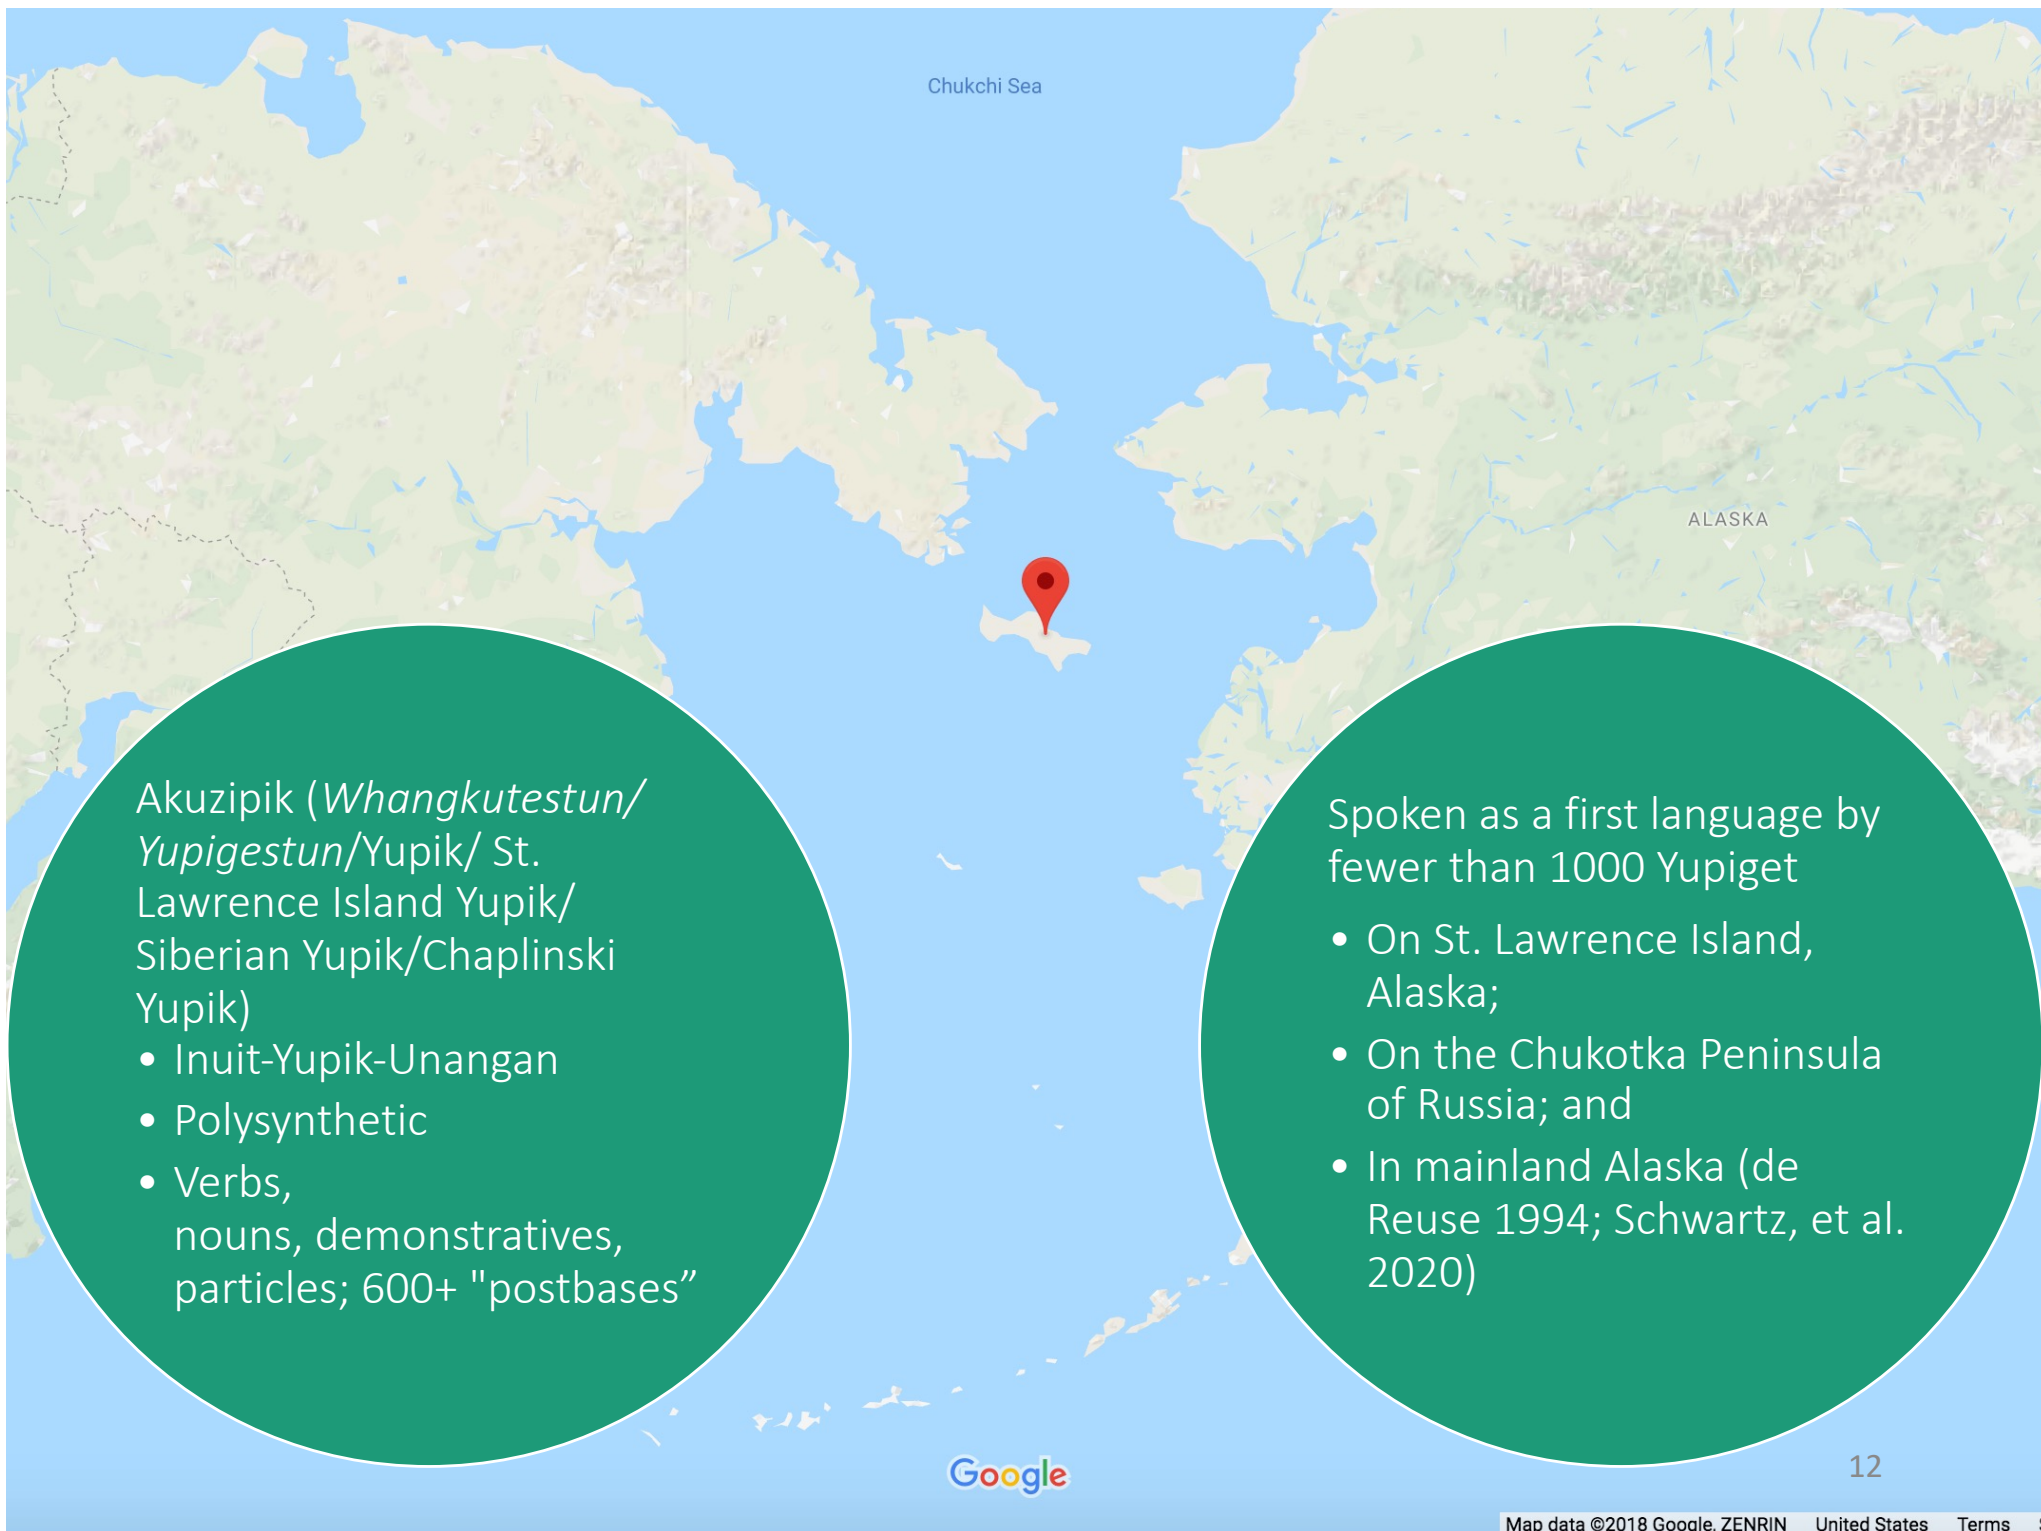 Chukchi Sea
ALASKA
Akuzipik (Whangkutestun/
Yupigestun/Yupik/ St.
Lawrence Island Yupik/
Siberian Yupik/Chaplinski
Yupik)
• Inuit-Yupik-Unangan
• Polysynthetic
• Verbs,
nouns, demonstratives,
particles; 600+ "postbases”
Spoken as a first language by
fewer than 1000 Yupiget
• On St. Lawrence Island,
Alaska;
• On the Chukotka Peninsula
of Russia; and
• In mainland Alaska (de
Reuse 1994; Schwartz, et al.
2020)
Google
12
Map data ©2018 Google, ZENRIN United States Terms